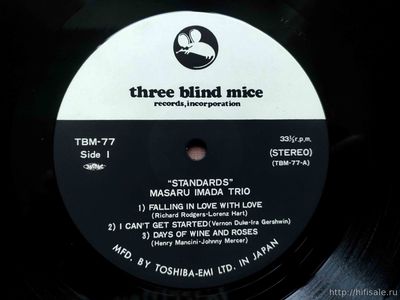 three blind mice
records, incorporation
TBM-77
Side 1
33⅓ r.p.m.
(STEREO)
(TBM-77-A)
"STANDARDS"
MASARU IMADA TRIO
1) FALLING IN LOVE WITH LOVE
(Richard Rodgers-Lorenz Hart)
2) I CAN'T GET STARTED (Vernon Duke-Ira Gershwin)
3) DAYS OF WINE AND ROSES
(Henry Mancini-Johnny Mercer)
MFD. BY TOSHIBA-EMI LTD. IN JAPAN
http://hifisale.ru